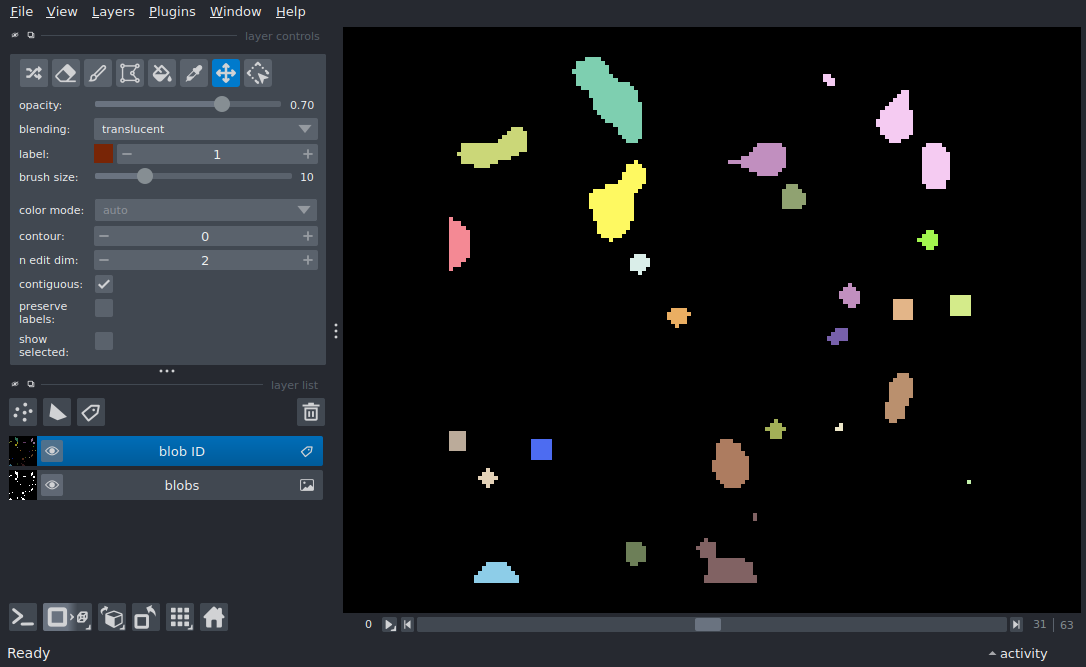 File View Layers Plugins Window Help
layer controls
opacity: 0.70
blending: translucent
label: 1
brush size: 10
color mode: auto
contour: 0
n edit dim: 2
contiguous:
preserve
labels:
show
selected:
layer list
blob ID
blobs
0 31 63
Ready activity